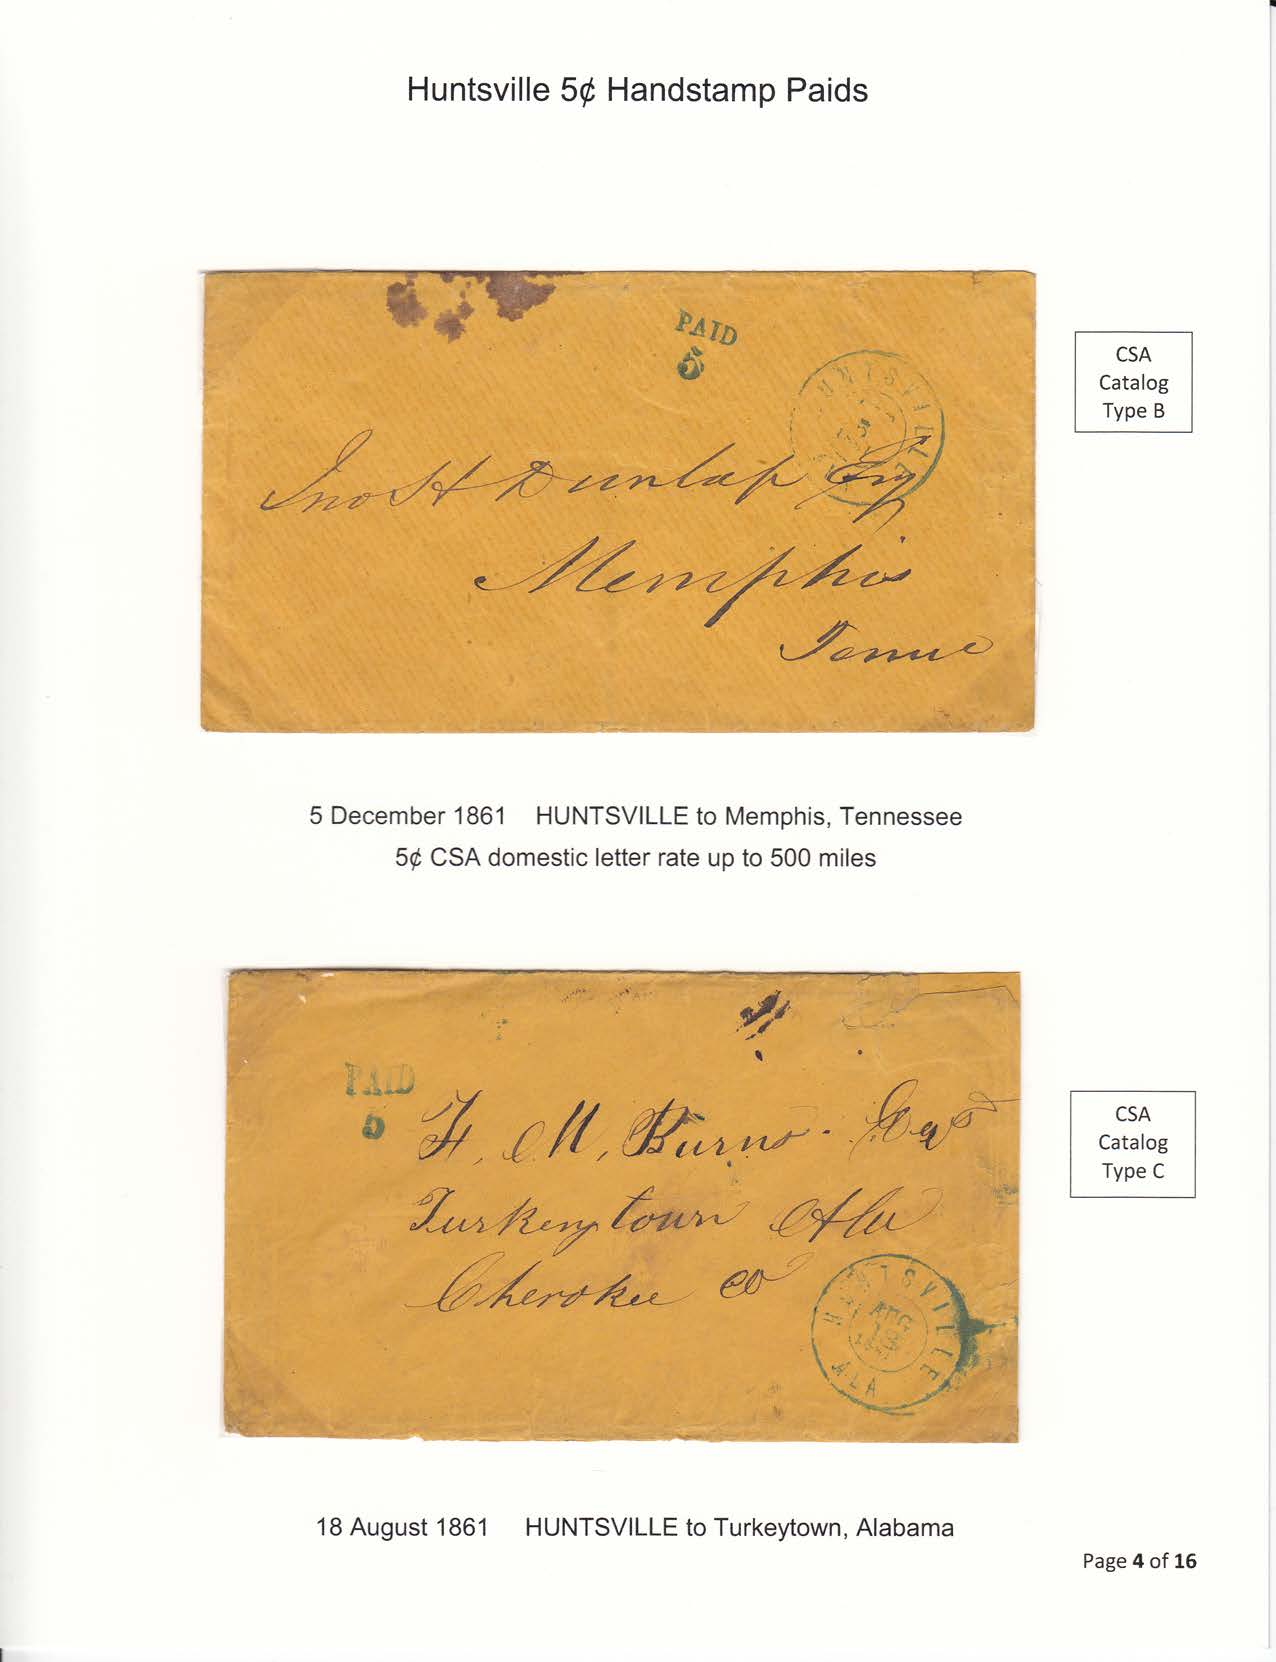 Huntsville 5¢ Handstamp Paids
PAID
5
HUNTSVILLE
Jno H Dunlap Esq
Memphis
Tenne
CSA
Catalog
Type B
5 December 1861 HUNTSVILLE to Memphis, Tennessee
5¢ CSA domestic letter rate up to 500 miles
PAID
5
M. Burns. Esq
Turkeytown Ala
Cherokee co
HUNTSVILLE
AUG
18
ALA
CSA
Catalog
Type C
18 August 1861 HUNTSVILLE to Turkeytown, Alabama
Page 4 of 16